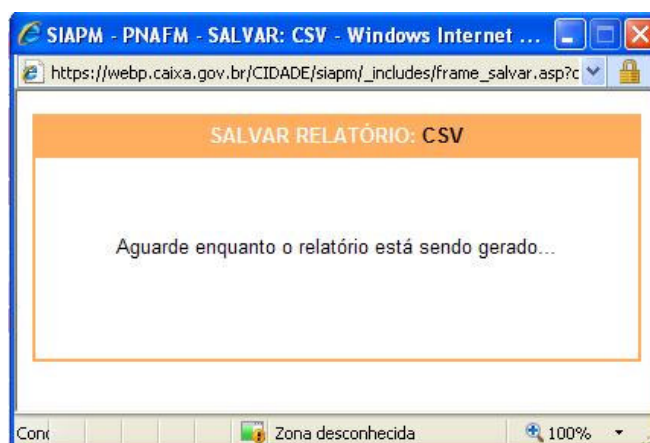 SIAPM - PNAFM - SALVAR: CSV - Windows Internet ...
https://webp.caixa.gov.br/CIDADE/siapm/_includes/frame_salvar.asp?c
SALVAR RELATÓRIO: CSV
Aguarde enquanto o relatório está sendo gerado...
Conc Zona desconhecida 100%